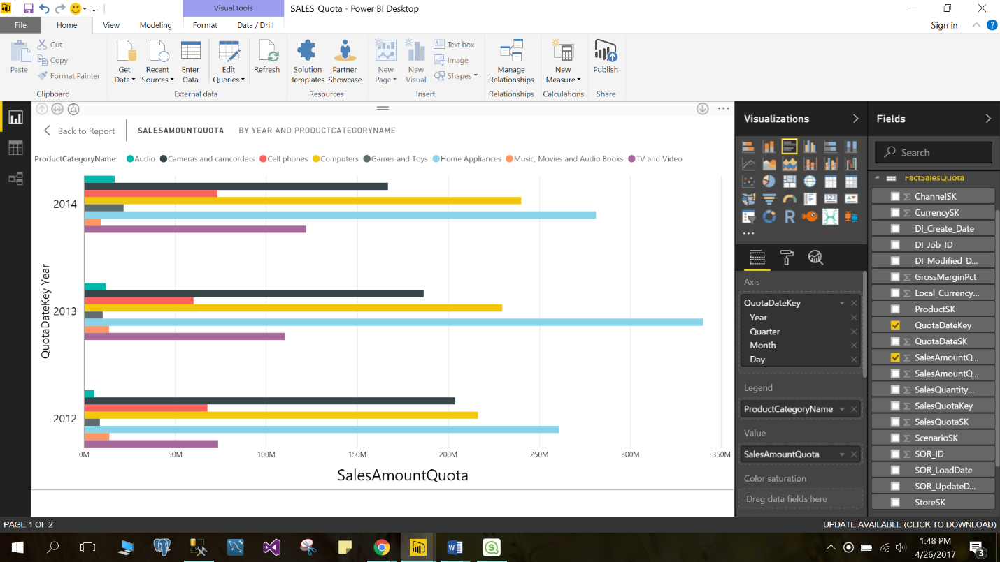 Visual tools
SALES_Quota - Power BI Desktop
File Home View Modeling Format Data / Drill
Sign in
?
Paste
Cut
Copy
Format Painter
Clipboard
Get Data
Recent Sources
Enter Data
Edit Queries
Refresh
External data
Solution Templates
Partner Showcase
Resources
New Page
New Visual
Text box
Image
Shapes
Insert
Manage Relationships
Relationships
New Measure
Calculations
Publish
Share
Back to Report
SALESAMOUNTQUOTA BY YEAR AND PRODUCTCATEGORYNAME
ProductCategoryName Audio Cameras and camcorders Cell phones Computers Games and Toys Home Appliances Music, Movies and Audio Books TV and Video
QuotaDateKey Year
2014
2013
2012
0M 50M 100M 150M 200M 250M 300M 350M
SalesAmountQuota
Visualizations
R
123
Axis
QuotaDateKey
Year
Quarter
Month
Day
Legend
ProductCategoryName
Value
SalesAmountQuota
Color saturation
Drag data fields here
Fields
Search
FactSalesQuota
Σ ChannelSK
Σ CurrencySK
DI_Create_Date
DI_Job_ID
DI_Modified_D...
Σ GrossMarginPct
Σ Local_Currency...
ProductSK
QuotaDateKey
Σ QuotaDateSK
Σ SalesAmountQ...
Σ SalesAmountQ...
Σ SalesQuantity...
Σ SalesQuotaKey
Σ SalesQuotaSK
Σ ScenarioSK
Σ SOR_ID
SOR_LoadDate
SOR_UpdateD...
StoreSK
PAGE 1 OF 2
UPDATE AVAILABLE (CLICK TO DOWNLOAD)
1:48 PM
4/26/2017
3